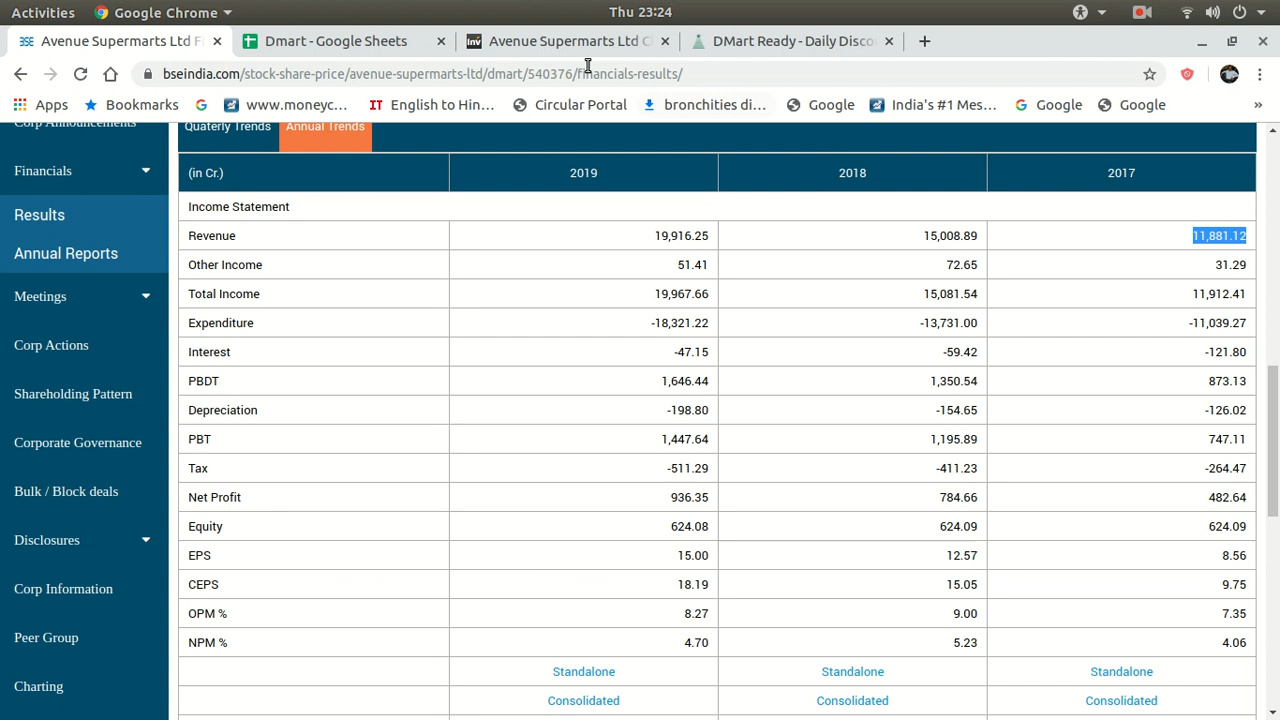 Activities Google Chrome Thu 23:24
Avenue Supermarts Ltd Fi Dmart - Google Sheets Avenue Supermarts Ltd C DMart Ready - Daily Disco
bseindia.com/stock-share-price/avenue-supermarts-ltd/dmart/540376/financials-results/
Apps Bookmarks www.moneyc... English to Hin... Circular Portal bronchities di... Google India's #1 Mes... Google Google »
Corp Announcements
Financials
Results
Annual Reports
Meetings
Corp Actions
Shareholding Pattern
Corporate Governance
Bulk / Block deals
Disclosures
Corp Information
Peer Group
Charting
Quaterly Trends Annual Trends
(in Cr.) 2019 2018 2017
Income Statement
Revenue 19,916.25 15,008.89 11,881.12
Other Income 51.41 72.65 31.29
Total Income 19,967.66 15,081.54 11,912.41
Expenditure -18,321.22 -13,731.00 -11,039.27
Interest -47.15 -59.42 -121.80
PBDT 1,646.44 1,350.54 873.13
Depreciation -198.80 -154.65 -126.02
PBT 1,447.64 1,195.89 747.11
Tax -511.29 -411.23 -264.47
Net Profit 936.35 784.66 482.64
Equity 624.08 624.09 624.09
EPS 15.00 12.57 8.56
CEPS 18.19 15.05 9.75
OPM % 8.27 9.00 7.35
NPM % 4.70 5.23 4.06
Standalone Standalone Standalone
Consolidated Consolidated Consolidated